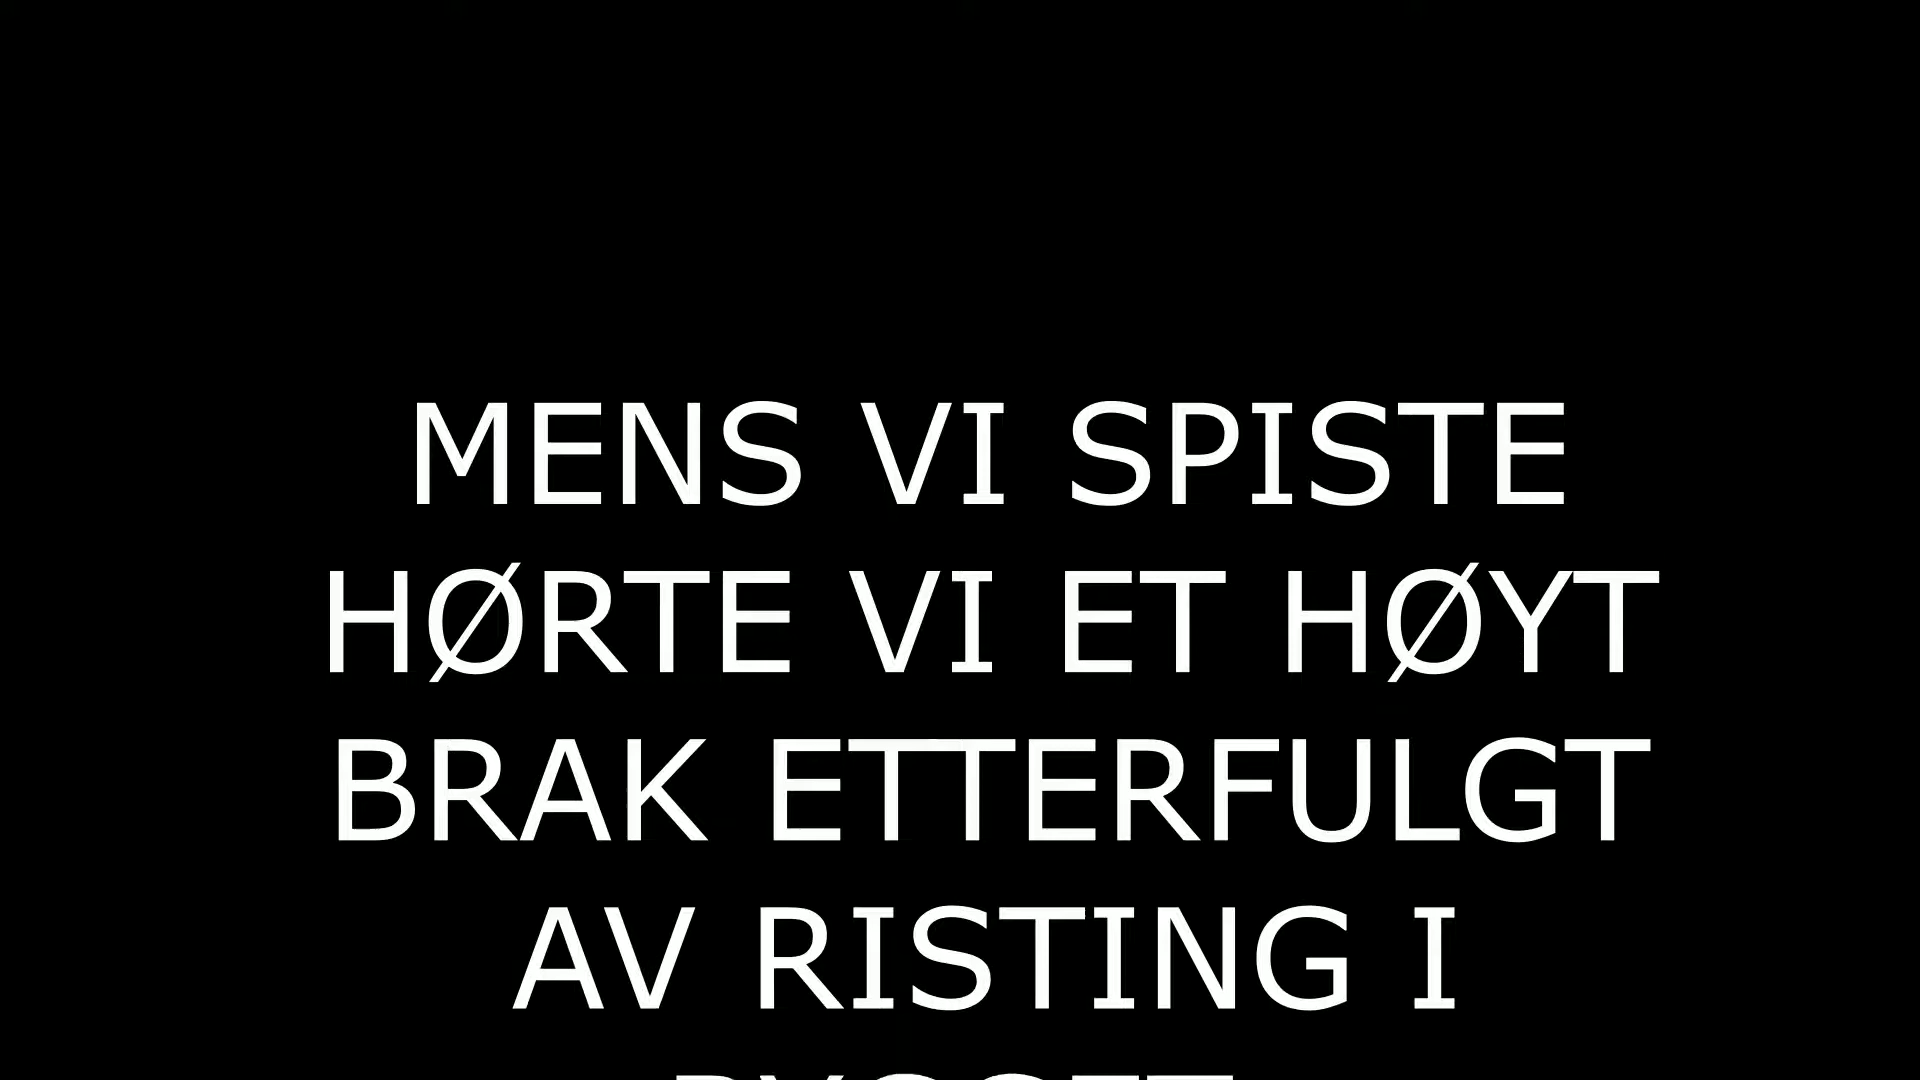 MENS VI SPISTE
HØRTE VI ET HØYT
BRAK ETTERFULGT
AV RISTING I